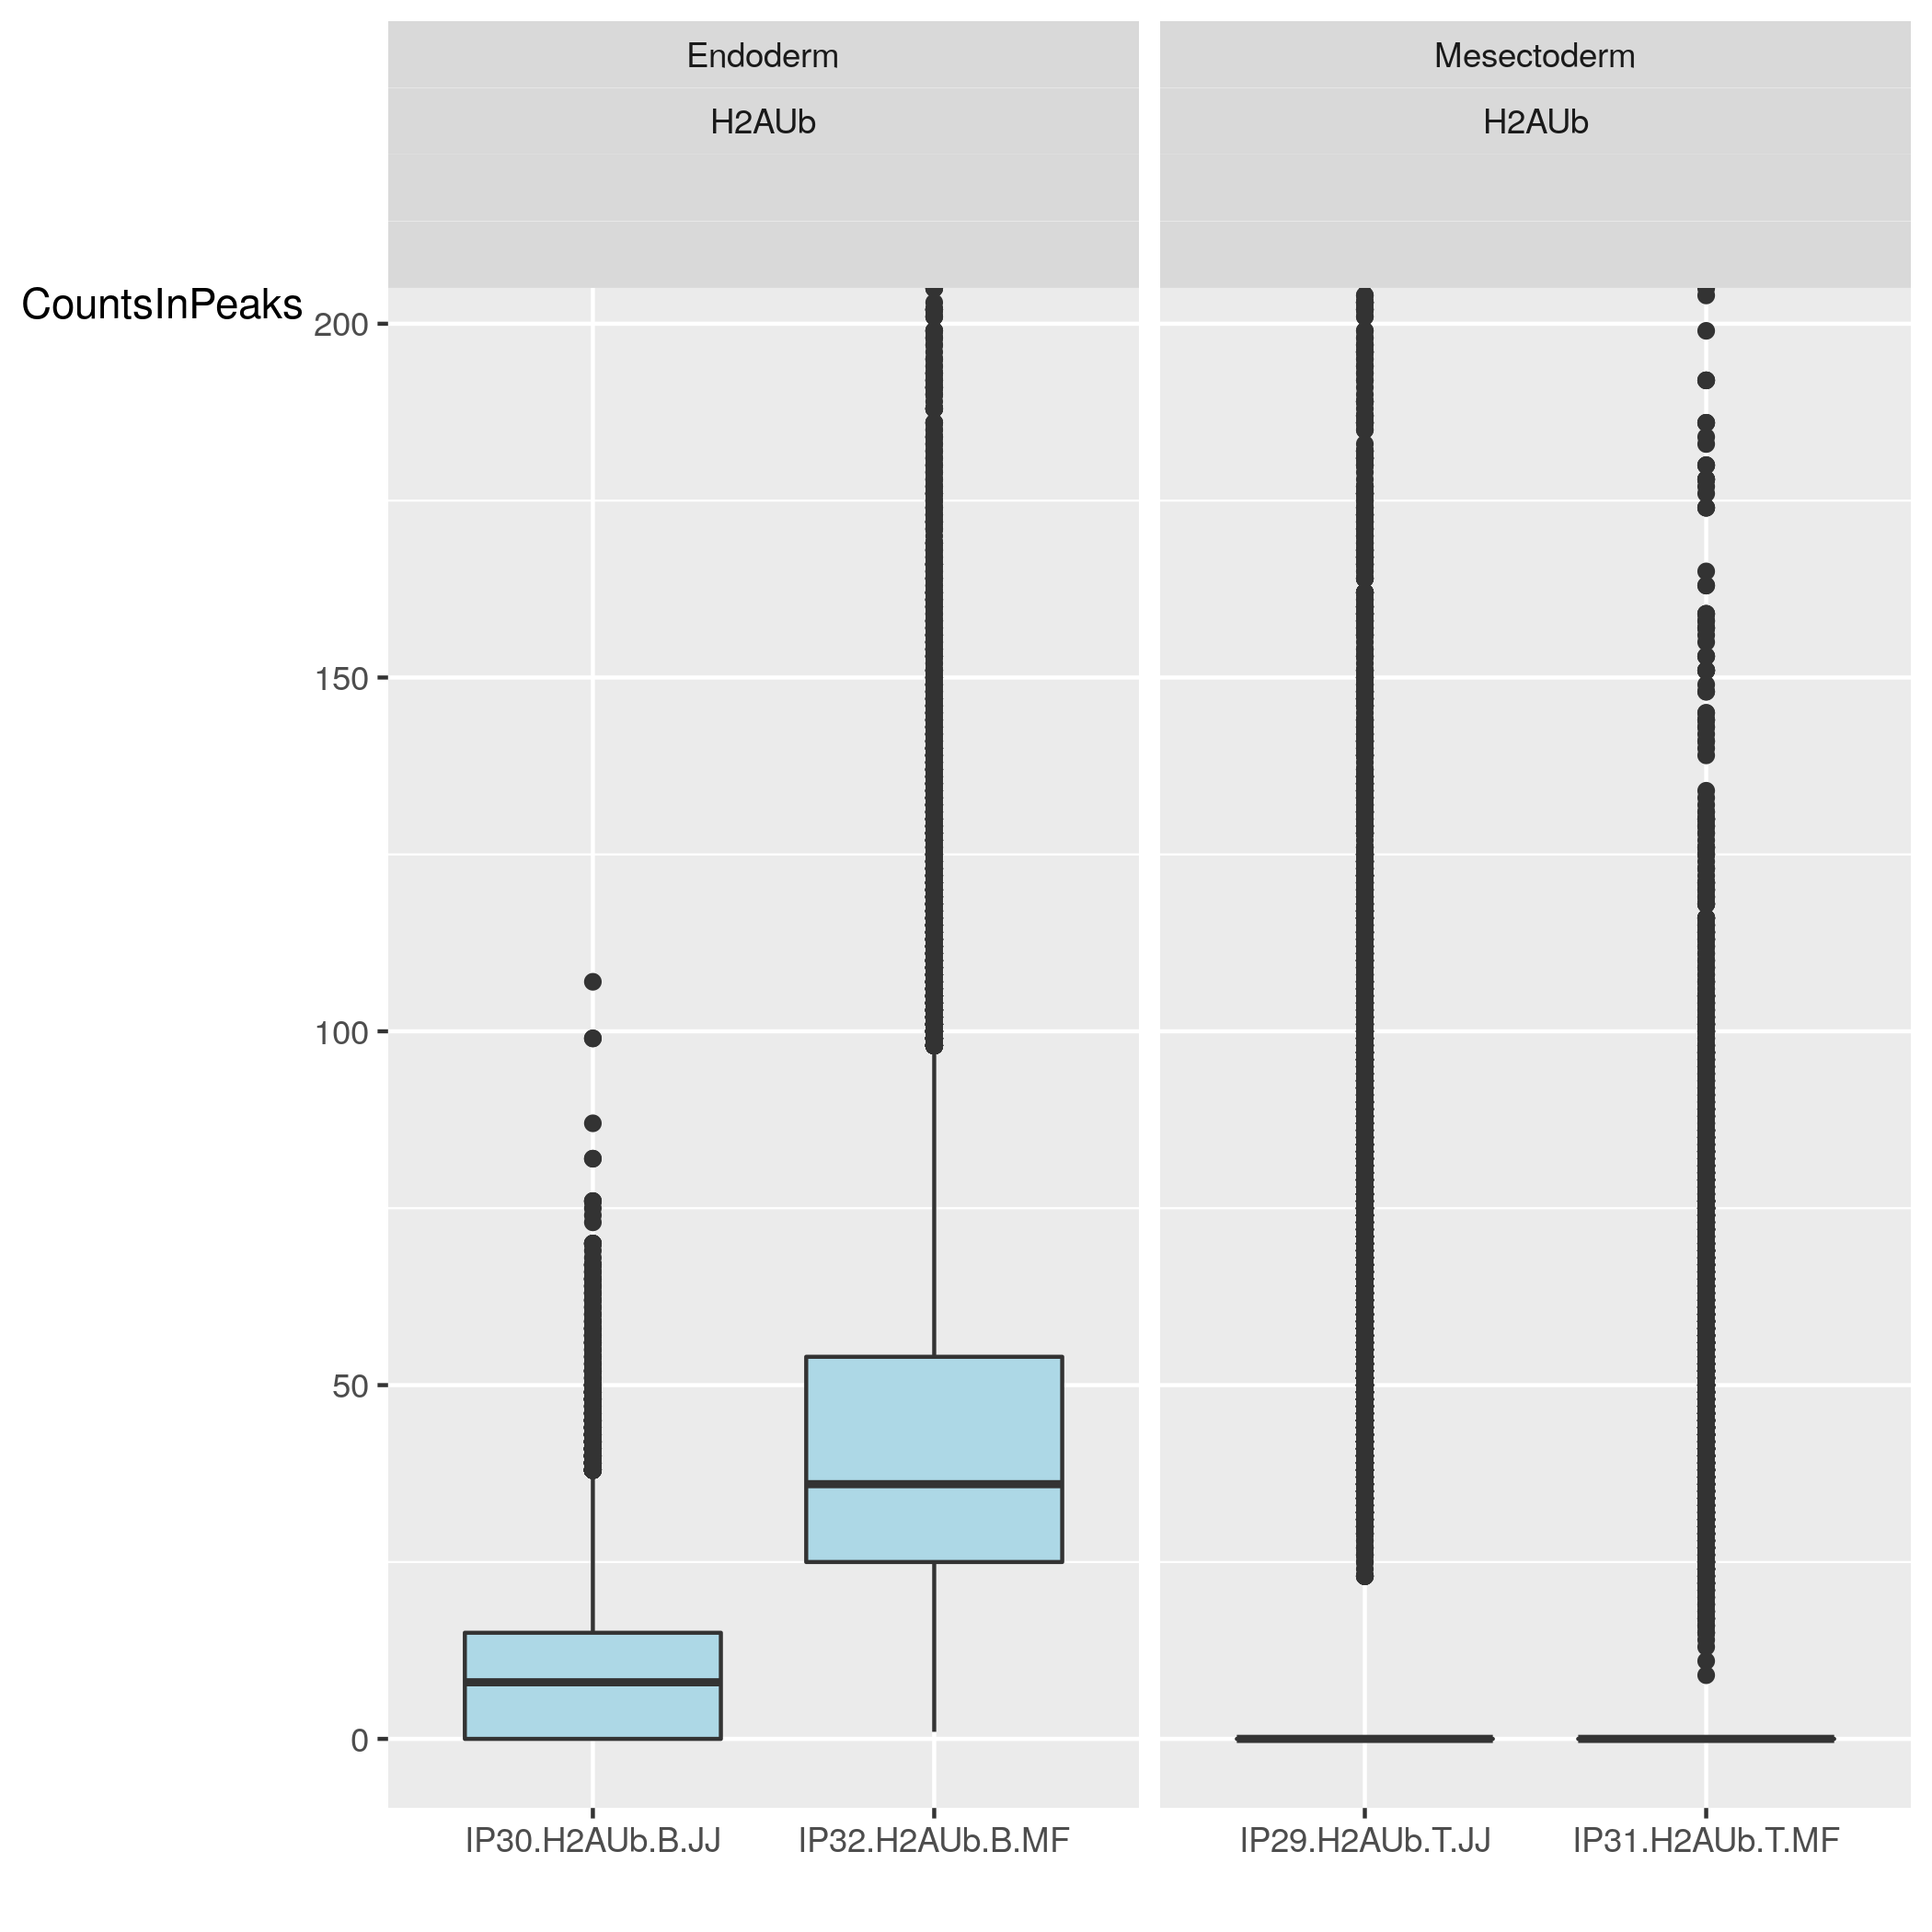 Endoderm
Mesectoderm
H2AUb
H2AUb
CountsInPeaks
200
150
100
50
0
IP30.H2AUb.B.JJ
IP32.H2AUb.B.MF
IP29.H2AUb.T.JJ
IP31.H2AUb.T.MF